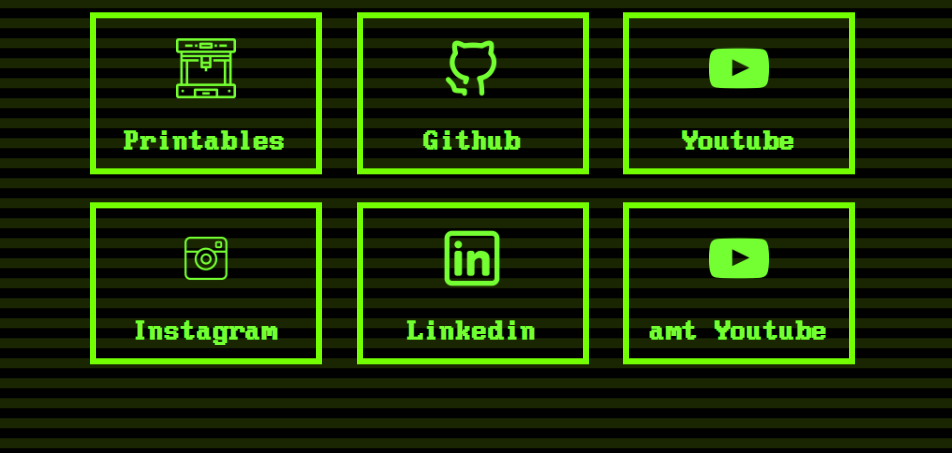 Printables
Github
Youtube
Instagram
Linkedin
amt Youtube